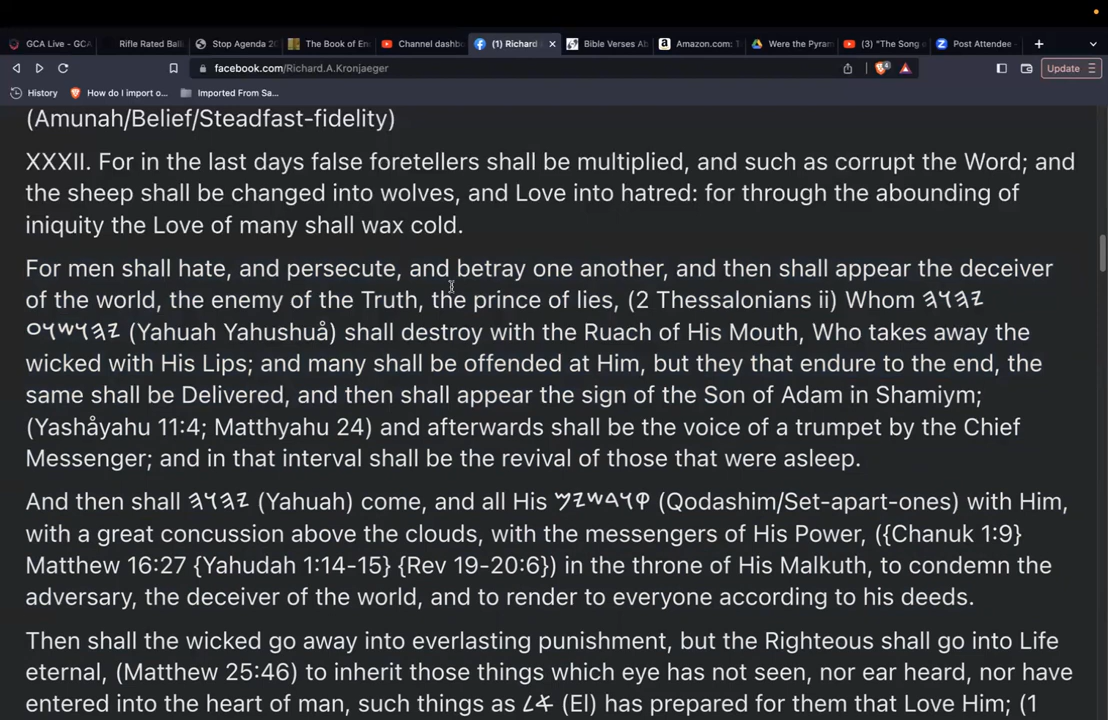 GCA Live - GCA
Rifle Rated Ball
Stop Agenda 20
The Book of En
Channel dashbo
(1) Richard
Bible Verses Ab
Amazon.com: T
Were the Pyram
(3) "The Song o
Post Attendee -
facebook.com/Richard.A.Kronjaeger
Update
History
How do I import o...
Imported From Sa...
(Amunah/Belief/Steadfast-fidelity)
XXXII. For in the last days false foretellers shall be multiplied, and such as corrupt the Word; and
the sheep shall be changed into wolves, and Love into hatred: for through the abounding of
iniquity the Love of many shall wax cold.
For men shall hate, and persecute, and betray one another, and then shall appear the deceiver
of the world, the enemy of the Truth, the prince of lies, (2 Thessalonians ii) Whom 𐤉𐤄𐤅𐤄
𐤉𐤄𐤅𐤔𐤅𐤏 (Yahuah Yahushuå) shall destroy with the Ruach of His Mouth, Who takes away the
wicked with His Lips; and many shall be offended at Him, but they that endure to the end, the
same shall be Delivered, and then shall appear the sign of the Son of Adam in Shamiym;
(Yashåyahu 11:4; Matthyahu 24) and afterwards shall be the voice of a trumpet by the Chief
Messenger; and in that interval shall be the revival of those that were asleep.
And then shall 𐤉𐤄𐤅𐤄 (Yahuah) come, and all His 𐤒𐤅𐤃𐤔𐤉𐤌 (Qodashim/Set-apart-ones) with Him,
with a great concussion above the clouds, with the messengers of His Power, ({Chanuk 1:9}
Matthew 16:27 {Yahudah 1:14-15} {Rev 19-20:6}) in the throne of His Malkuth, to condemn the
adversary, the deceiver of the world, and to render to everyone according to his deeds.
Then shall the wicked go away into everlasting punishment, but the Righteous shall go into Life
eternal, (Matthew 25:46) to inherit those things which eye has not seen, nor ear heard, nor have
entered into the heart of man, such things as 𐤀𐤋 (El) has prepared for them that Love Him; (1